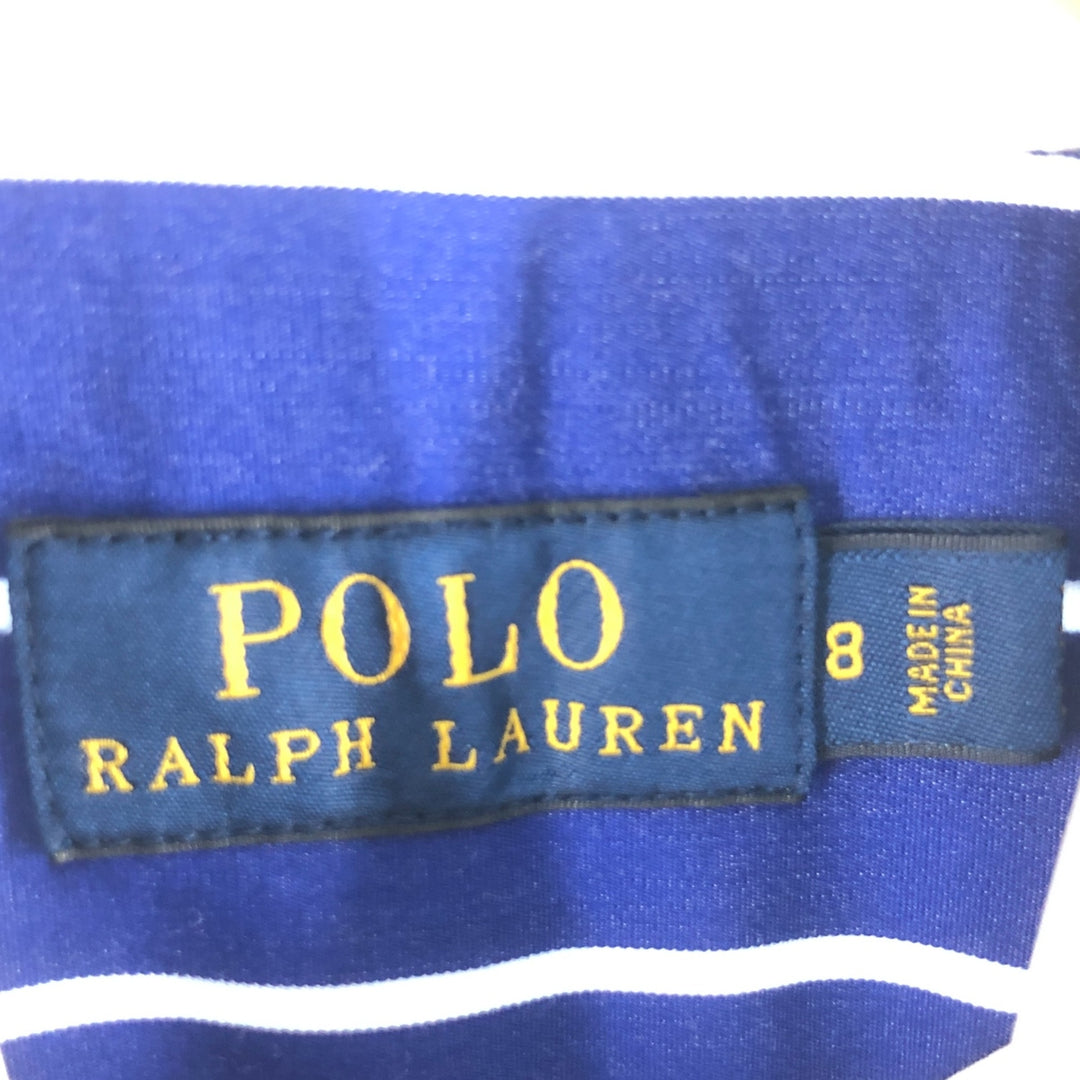 POLO
RALPH LAUREN
8
MADE IN
CHINA